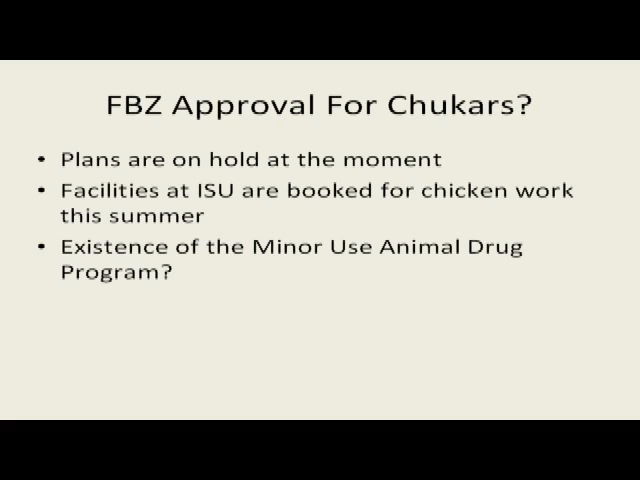 FBZ Approval For Chukars?
• Plans are on hold at the moment
• Facilities at ISU are booked for chicken work
this summer
• Existence of the Minor Use Animal Drug
Program?